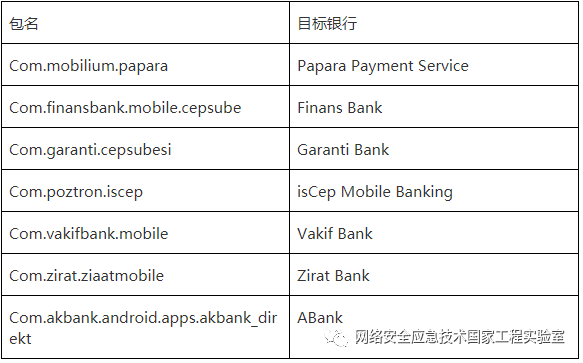 包名 目标银行
Com.mobilium.papara Papara Payment Service
Com.finansbank.mobile.cepsube Finans Bank
Com.garanti.cepsubesi Garanti Bank
Com.poztron.iscep isCep Mobile Banking
Com.vakifbank.mobile Vakif Bank
Com.zirat.ziaatmobile Zirat Bank
Com.akbank.android.apps.akbank_dir ABank
ekt
网络安全应急技术国家工程实验室